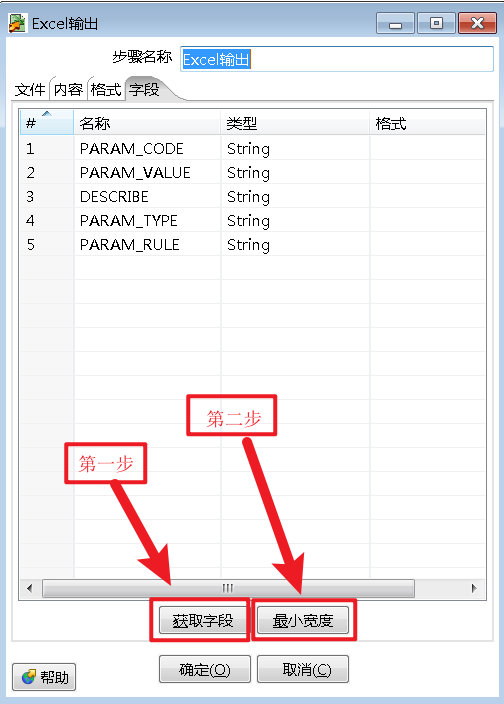 Excel输出
步骤名称 Excel输出
文件 内容 格式 字段
# 名称 类型 格式
1 PARAM_CODE String
2 PARAM_VALUE String
3 DESCRIBE String
4 PARAM_TYPE String
5 PARAM_RULE String
第二步
第一步
获取字段 最小宽度
确定(O) 取消(C)
帮助